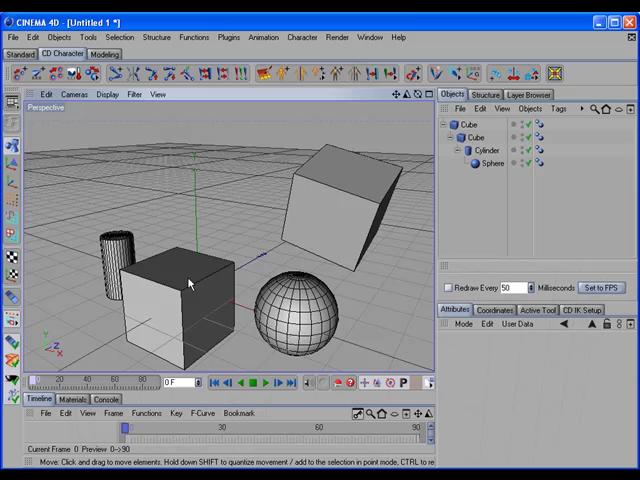 CINEMA 4D - [Untitled 1 *]
File Edit Objects Tools Selection Structure Functions Plugins Animation Character Render Window Help
Standard CD Character Modeling
Edit Cameras Display Filter View
Perspective
Objects Structure Layer Browser
File Edit View Objects Tags
Cube
Cube
Cylinder
Sphere
Redraw Every 50 Milliseconds Set to FPS
Attributes Coordinates Active Tool CD IK Setup
Mode Edit User Data
Y
Z
X
0 20 40 60 80 0 F P
Timeline Materials Console
File Edit View Frame Functions Key F-Curve Bookmark
0 30 60 90
Current Frame 0 Preview 0-->90
Move: Click and drag to move elements. Hold down SHIFT to quantize movement / add to the selection in point mode, CTRL to re